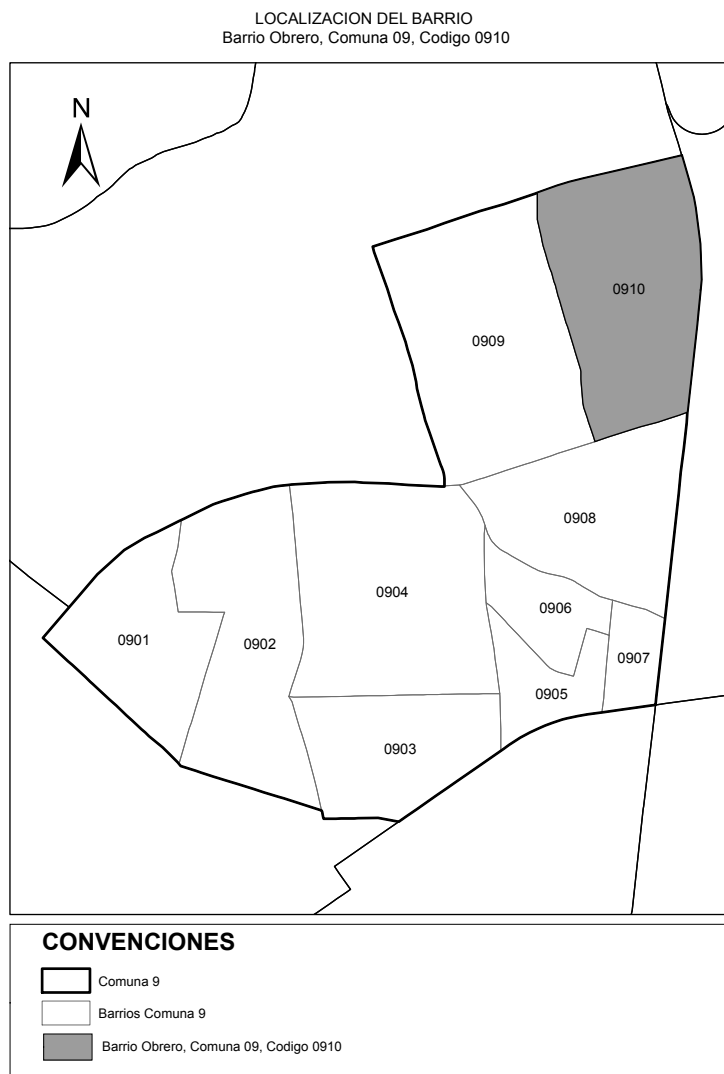 LOCALIZACION DEL BARRIO
Barrio Obrero, Comuna 09, Codigo 0910
N
0910
0909
0908
0904
0906
0901
0902
0907
0905
0903
CONVENCIONES
Comuna 9
Barrios Comuna 9
Barrio Obrero, Comuna 09, Codigo 0910